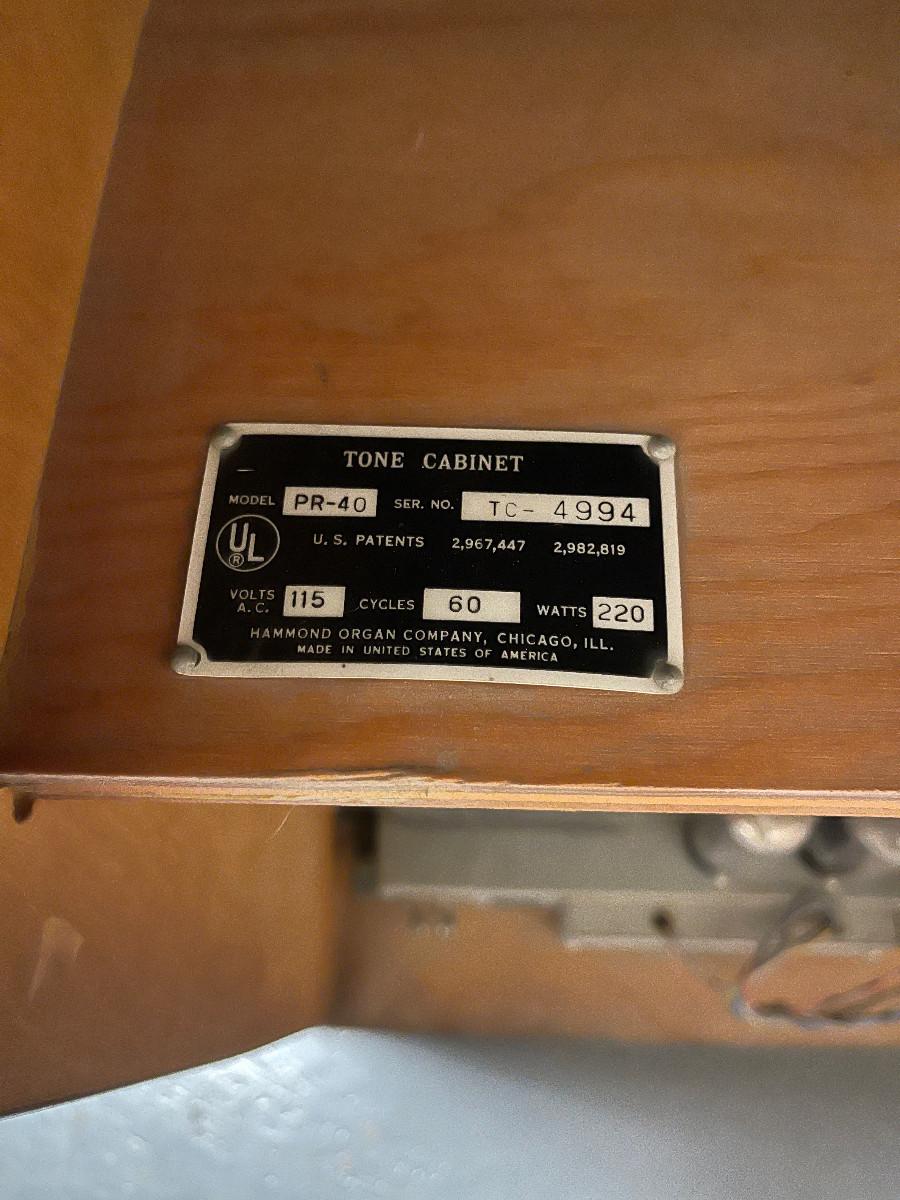 TONE CABINET
MODEL PR-40 SER. NO. TC- 4994
UL ® U. S. PATENTS 2,967,447 2,982,819
VOLTS A. C. 115 CYCLES 60 WATTS 220
HAMMOND ORGAN COMPANY, CHICAGO, ILL.
MADE IN UNITED STATES OF AMERICA